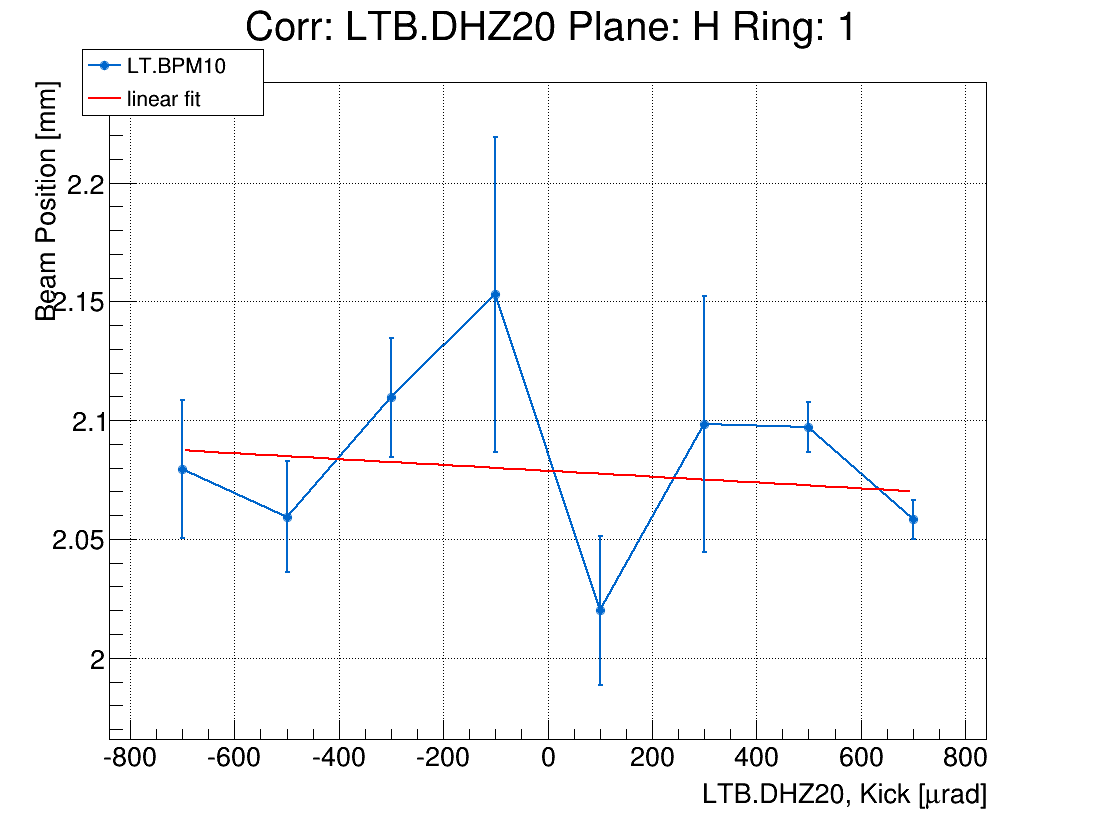 Corr: LTB.DHZ20 Plane: H Ring: 1
LT.BPM10
linear fit
Beam Position [mm]
2.2
2.15
2.1
2.05
2
-800 -600 -400 -200 0 200 400 600 800
LTB.DHZ20, Kick [μrad]